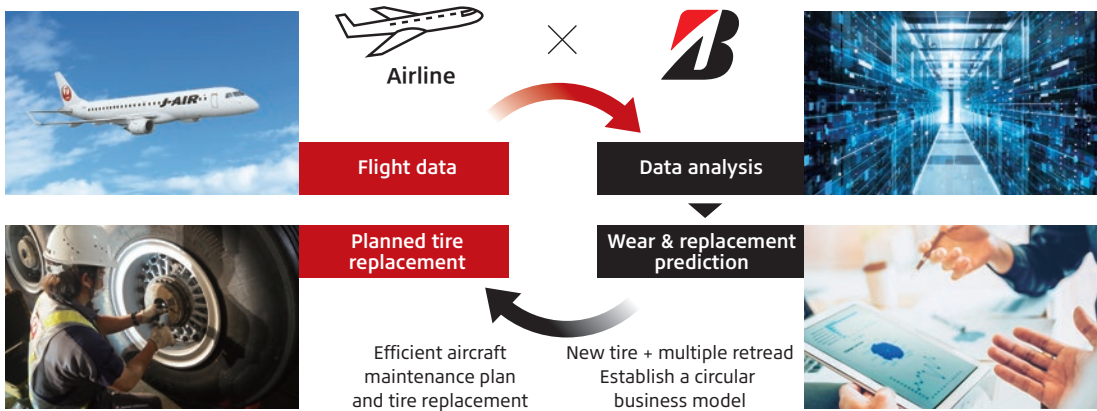 Airline
J-AIR
Flight data
Data analysis
Planned tire
replacement
Wear & replacement
prediction
Efficient aircraft
maintenance plan
and tire replacement
New tire + multiple retread
Establish a circular
business model